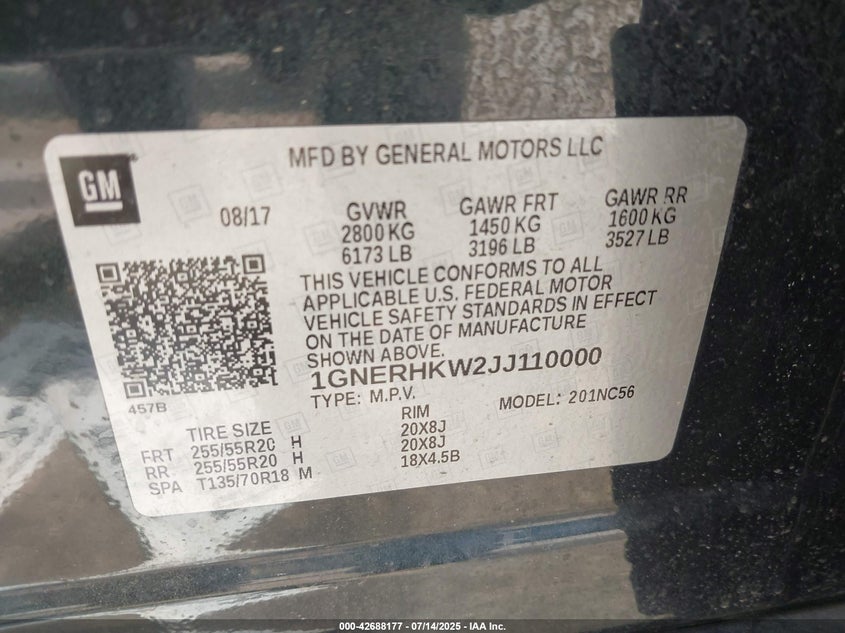 GM
MFD BY GENERAL MOTORS LLC
08/17
GVWR
2800 KG
6173 LB
GAWR FRT
1450 KG
3196 LB
GAWR RR
1600 KG
3527 LB
THIS VEHICLE CONFORMS TO ALL
APPLICABLE U.S. FEDERAL MOTOR
VEHICLE SAFETY STANDARDS IN EFFECT
ON THE DATE OF MANUFACTURE
SHOWN ABOVE.
1GNERHKW2JJ110000
TYPE: M.P.V.
MODEL: 201NC56
457B
TIRE SIZE RIM
FRT 255/55R20 H 20X8J
RR 255/55R20 H 20X8J
SPA T135/70R18 M 18X4.5B
000-42688177 - 07/14/2025 - IAA Inc.